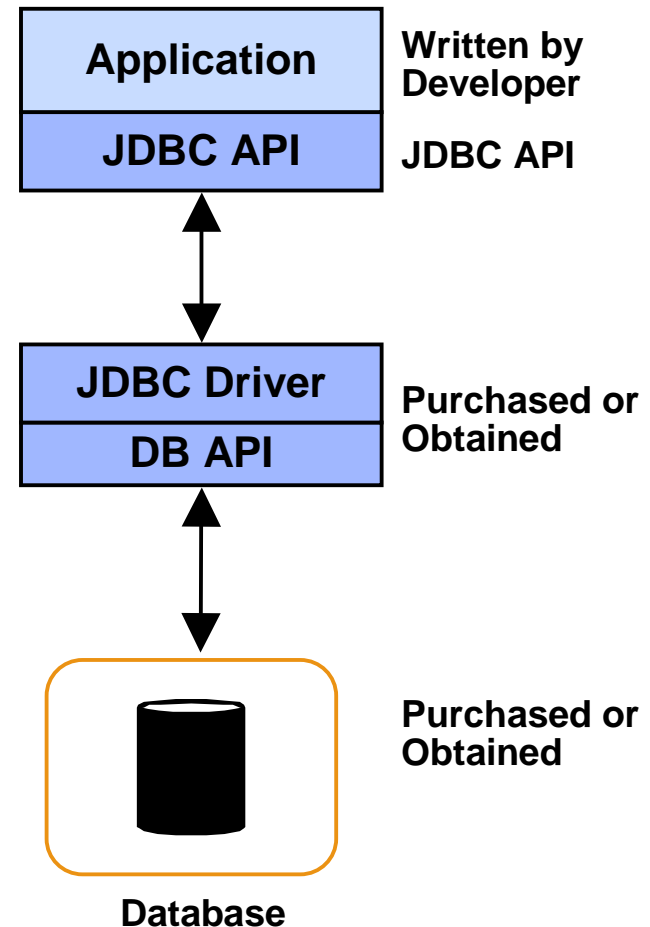 Application
Written by
Developer
JDBC API
JDBC API
JDBC Driver
DB API
Purchased or
Obtained
Purchased or
Obtained
Database